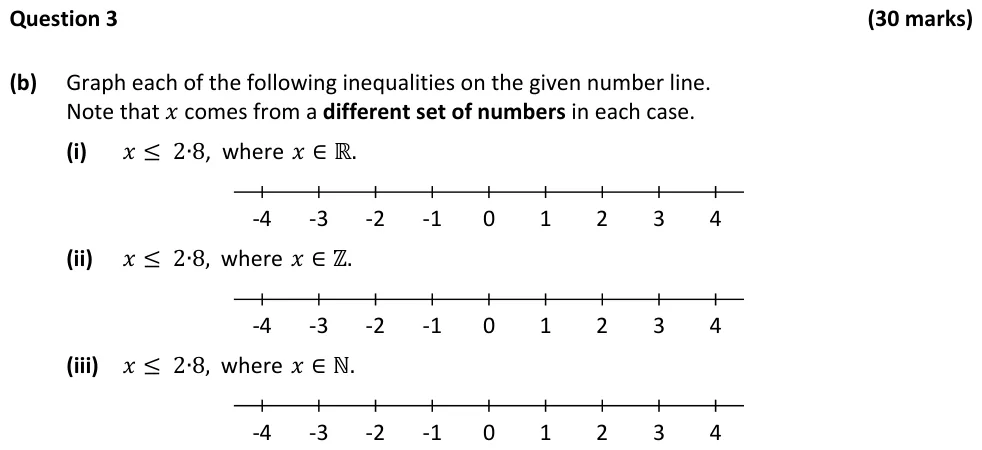 Question 3 (30 marks)
(b) Graph each of the following inequalities on the given number line.
Note that x comes from a different set of numbers in each case.
(i) x ≤ 2·8, where x ∈ ℝ.
-4 -3 -2 -1 0 1 2 3 4
(ii) x ≤ 2·8, where x ∈ ℤ.
-4 -3 -2 -1 0 1 2 3 4
(iii) x ≤ 2·8, where x ∈ ℕ.
-4 -3 -2 -1 0 1 2 3 4